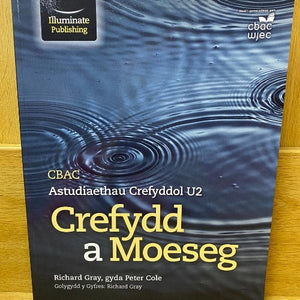 Illuminate
Publishing
cbac
wjec
CBAC
Astudiaethau Crefyddol U2
Crefydd
a Moeseg
Richard Gray, gyda Peter Cole
Golygydd y Gyfres: Richard Gray